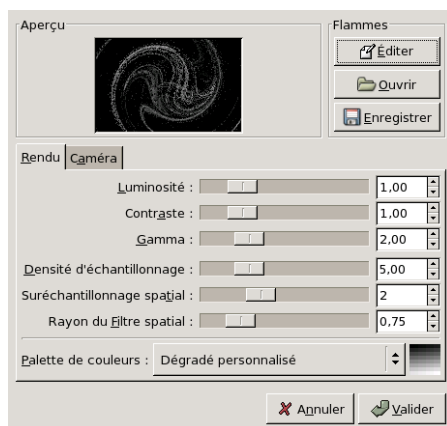 Aperçu
Flammes
Éditer
Ouvrir
Enregistrer
Rendu Caméra
Luminosité : 1,00
Contraste : 1,00
Gamma : 2,00
Densité d'échantillonnage : 5,00
Suréchantillonnage spatial : 2
Rayon du Filtre spatial : 0,75
Palette de couleurs : Dégradé personnalisé
Annuler Valider